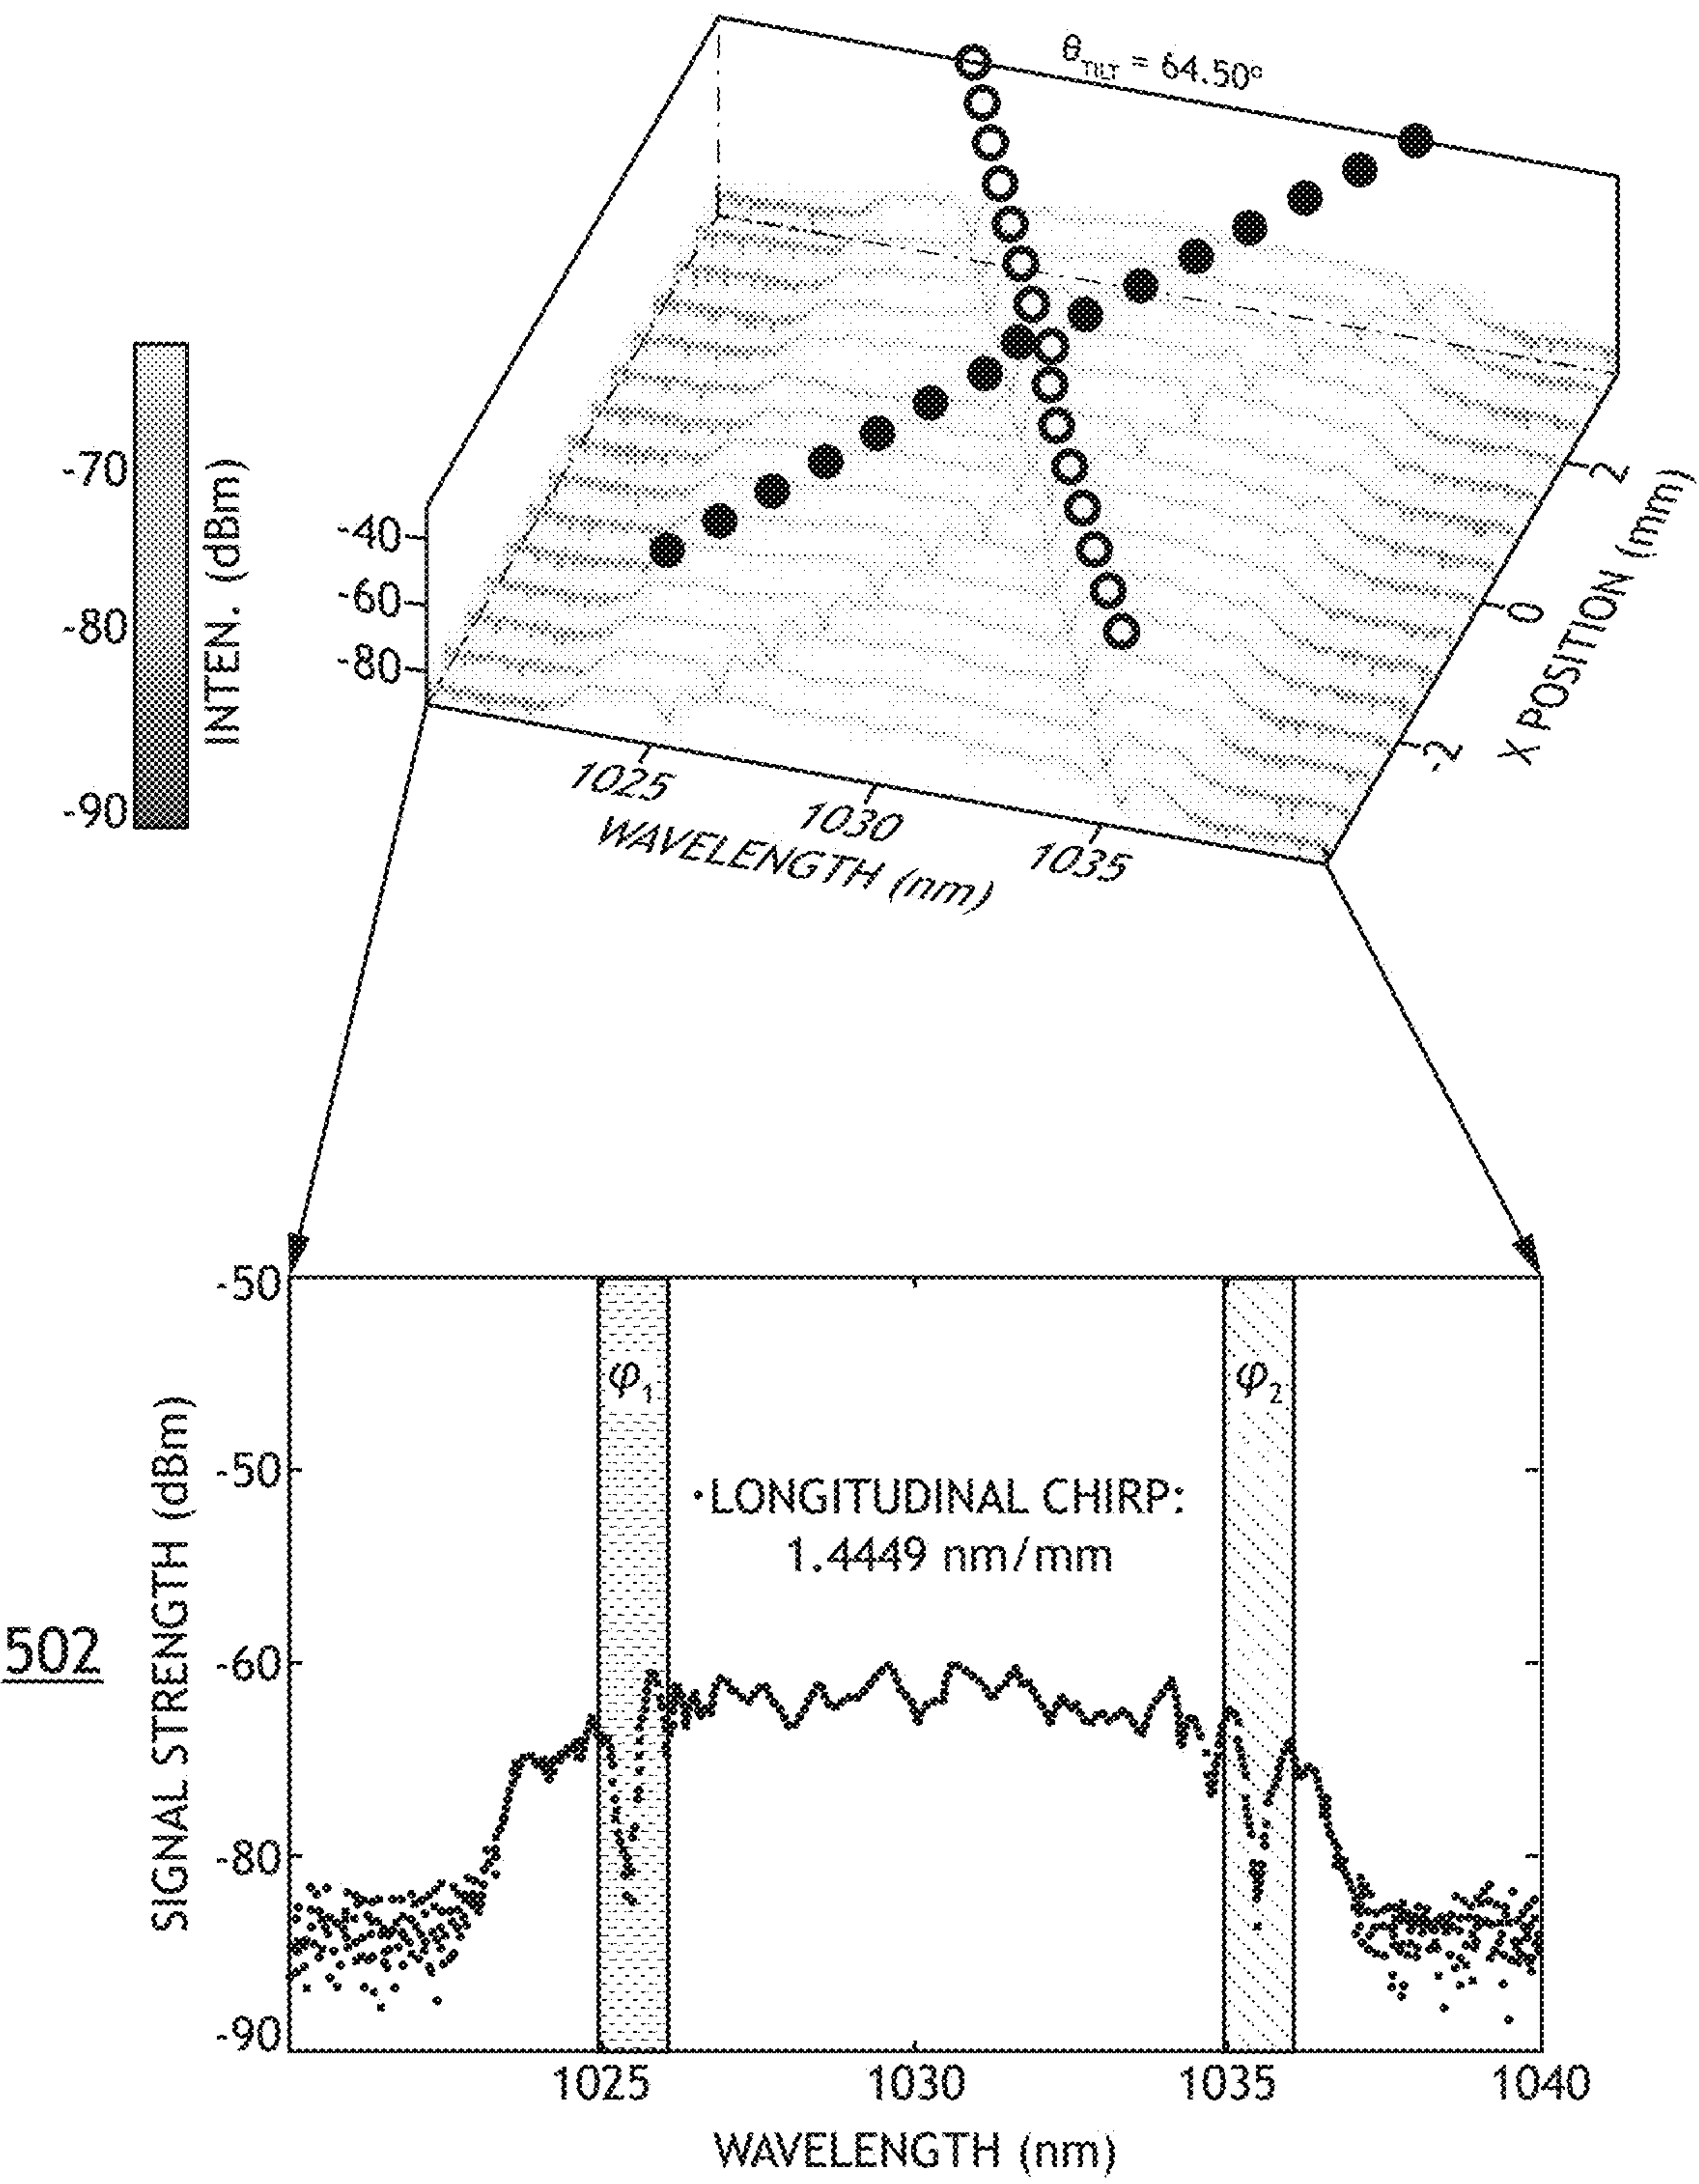 θTILT = 64.50°
-70
-80
-90
INTEN. (dBm)
-40
-60
-80
1025
1030
1035
WAVELENGTH (nm)
2
0
-2
X POSITION (mm)
-50
-50
-60
-80
-90
SIGNAL STRENGTH (dBm)
φ1
φ2
•LONGITUDINAL CHIRP:
1.4449 nm/mm
502
1025
1030
1035
1040
WAVELENGTH (nm)